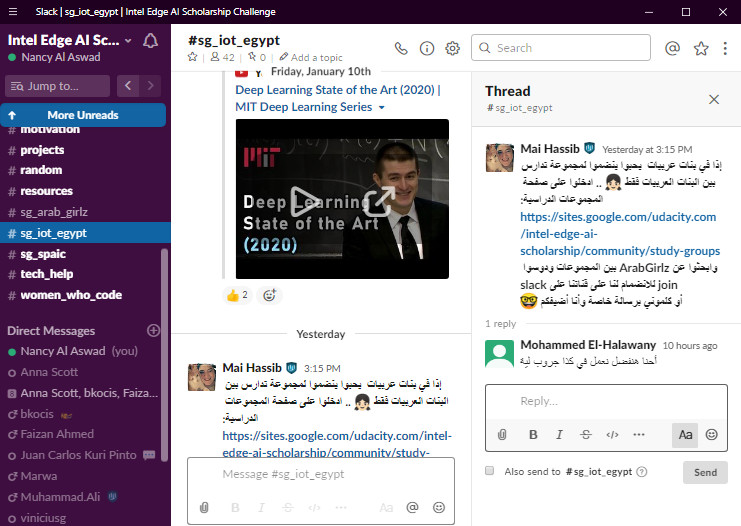 Slack | sg_iot_egypt | Intel Edge AI Scholarship Challenge
Intel Edge AI Sc...
Nancy Al Aswad
Jump to...
More Unreads
# motivation
# projects
# random
# resources
# sg_arab_girlz
# sg_iot_egypt
# sg_spaic
# tech_help
# women_who_code
Direct Messages
Nancy Al Aswad (you)
Anna Scott
8 Anna Scott, bkocis, Faiza...
bkocis
Faizan Ahmed
Juan Carlos Kuri Pinto
Marwa
Muhammad.Ali
viniciusg
#sg_iot_egypt
| 42 | 0 | Add a topic
Search
Friday, January 10th
Deep Learning State of the Art (2020) |
MIT Deep Learning Series
MIT
Deep Learning
State of the Art
(2020)
2
Yesterday
Mai Hassib 3:15 PM
إذا في بنات عربيات يحبوا ينضموا لمجموعة تدارس بين
البنات العربيات فقط 👧🏻 .. ادخلوا على صفحة المجموعات
الدراسية:
https://sites.google.com/udacity.com/intel-
edge-ai-scholarship/community/study-
Message #sg_iot_egypt
B I S </> ... Aa @
Thread
#sg_iot_egypt
Mai Hassib Yesterday at 3:15 PM
إذا في بنات عربيات يحبوا ينضموا لمجموعة تدارس
بين البنات العربيات فقط 👧🏻 .. ادخلوا على صفحة
المجموعات الدراسية:
https://sites.google.com/udacity.com
/intel-edge-ai-
scholarship/community/study-groups
وابحثوا عن ArabGirlz بين المجموعات ودوسوا
join للانضمام لنا على قناتنا على slack
أو كلموني برسالة خاصة وأنا أضيفكم 🤓
1 reply
Mohammed El-Halawany 10 hours ago
أحنا هنفضل نعمل في كذا جروب لية
Reply...
B I S </> ... Aa
Also send to #sg_iot_egypt
Send